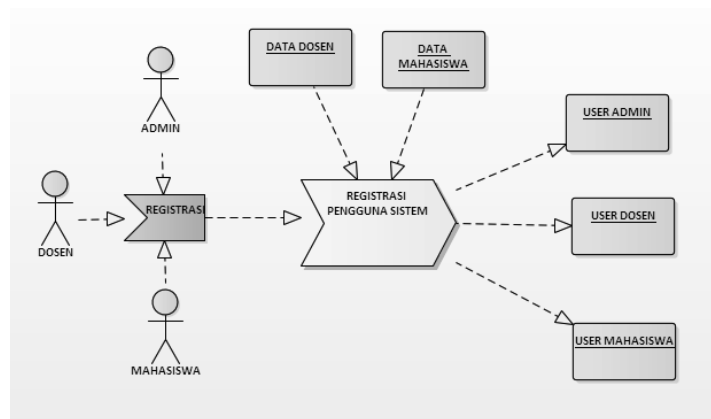 DATA DOSEN
DATA
MAHASISWA
ADMIN
USER ADMIN
REGISTRASI
REGISTRASI
PENGGUNA SISTEM
USER DOSEN
DOSEN
MAHASISWA
USER MAHASISWA